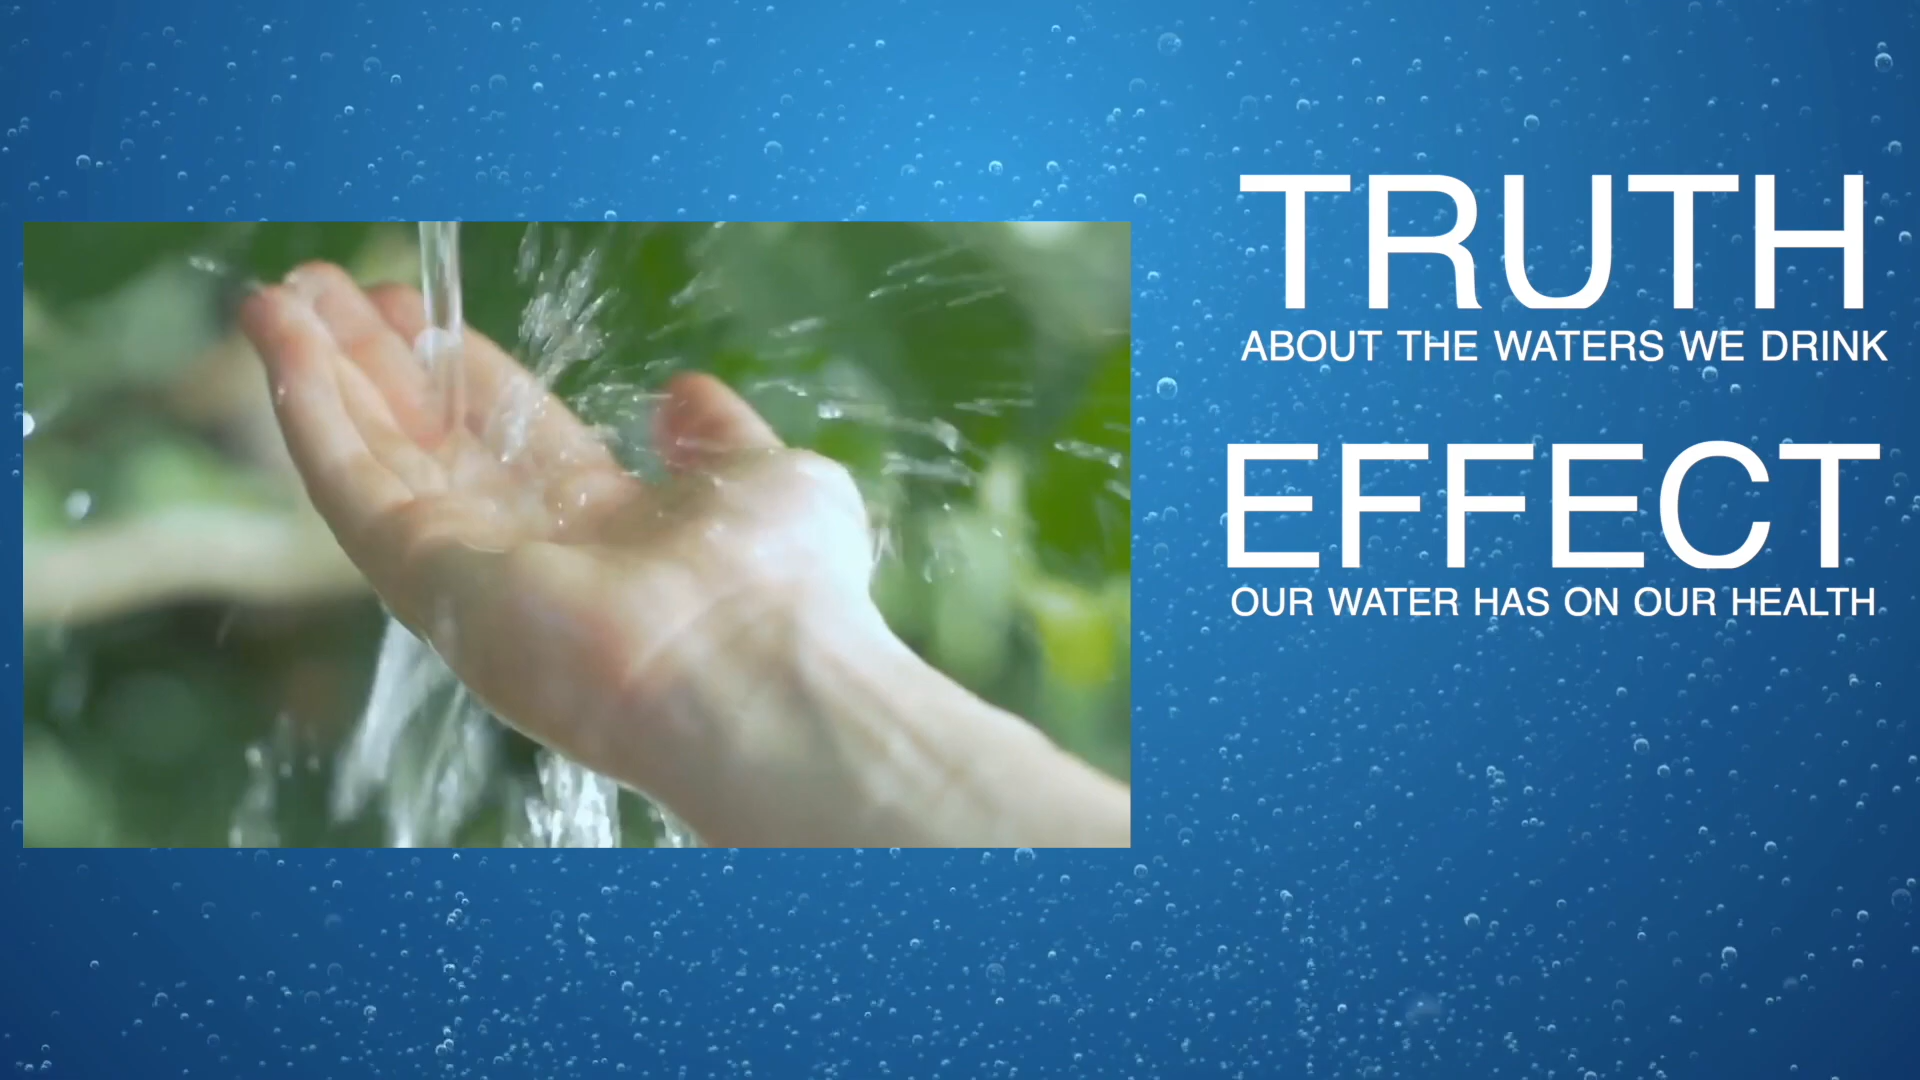 TRUTH
ABOUT THE WATERS WE DRINK
EFFECT
OUR WATER HAS ON OUR HEALTH